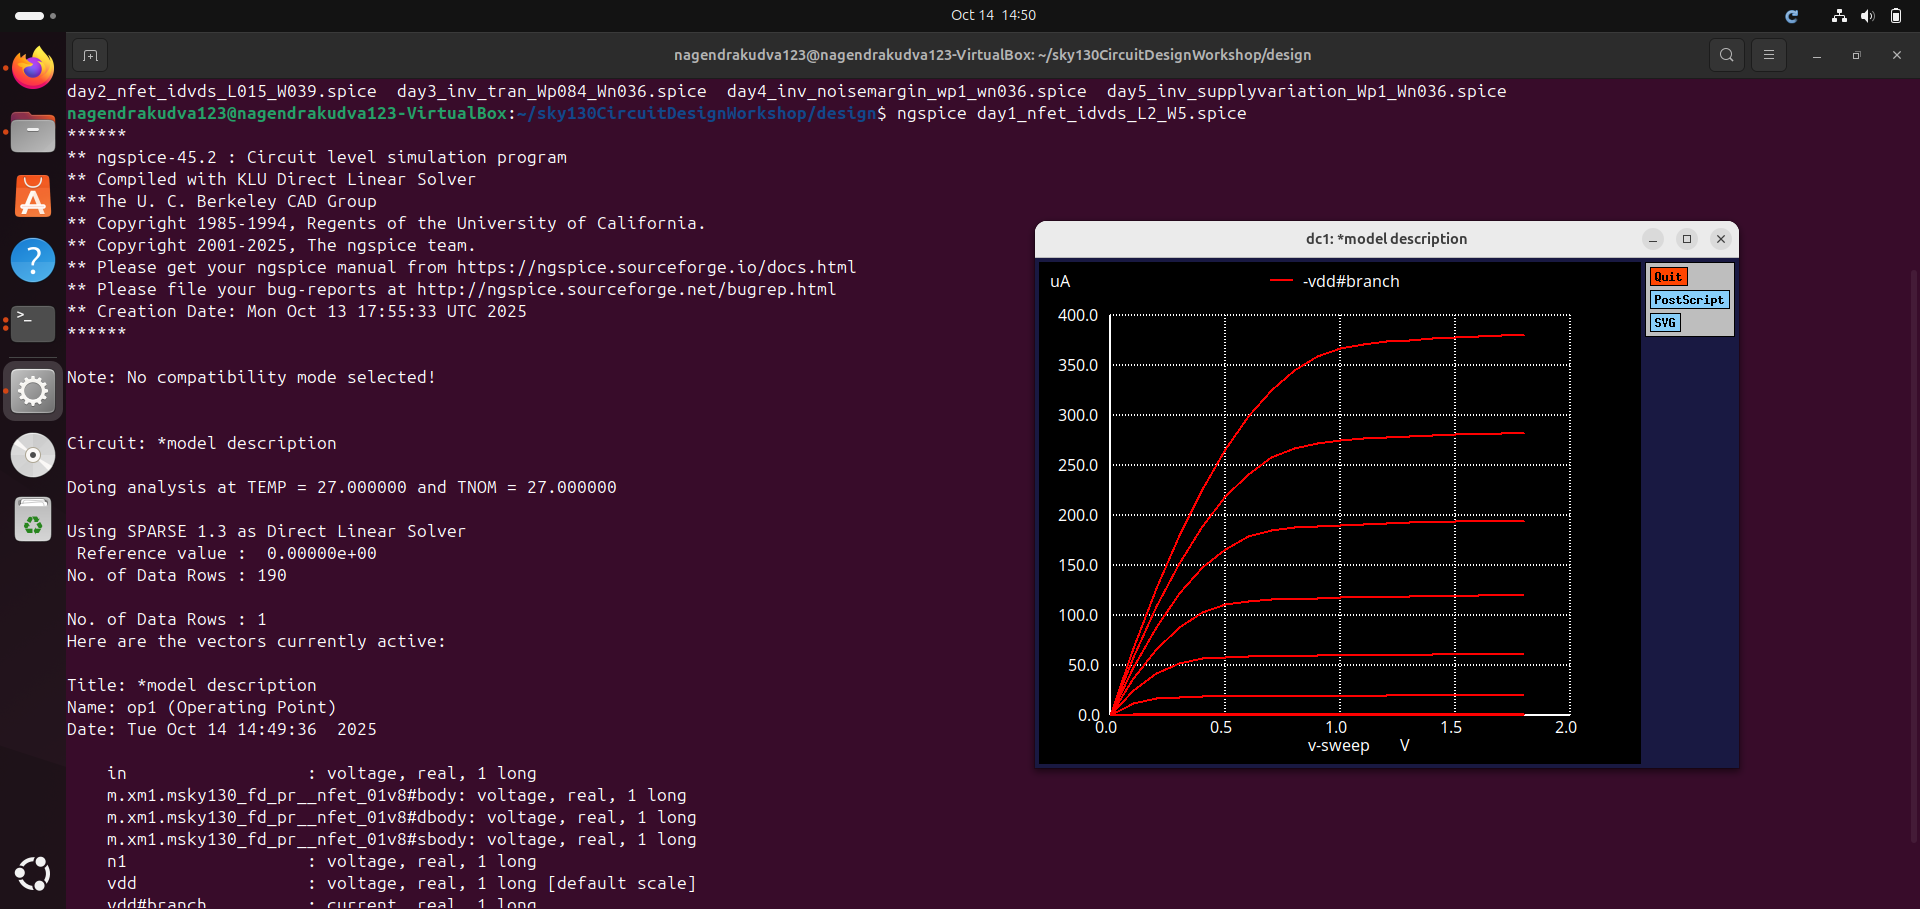 Oct 14 14:50
nagendrakudva123@nagendrakudva123-VirtualBox: ~/sky130CircuitDesignWorkshop/design
day2_nfet_idvds_L015_W039.spice  day3_inv_tran_Wp084_Wn036.spice  day4_inv_noisemargin_wp1_wn036.spice  day5_inv_supplyvariation_Wp1_Wn036.spice
nagendrakudva123@nagendrakudva123-VirtualBox:~/sky130CircuitDesignWorkshop/design$ ngspice day1_nfet_idvds_L2_W5.spice
******
** ngspice-45.2 : Circuit level simulation program
** Compiled with KLU Direct Linear Solver
** The U. C. Berkeley CAD Group
** Copyright 1985-1994, Regents of the University of California.
** Copyright 2001-2025, The ngspice team.
** Please get your ngspice manual from https://ngspice.sourceforge.io/docs.html
** Please file your bug-reports at http://ngspice.sourceforge.net/bugrep.html
** Creation Date: Mon Oct 13 17:55:33 UTC 2025
******
Note: No compatibility mode selected!
Circuit: *model description
Doing analysis at TEMP = 27.000000 and TNOM = 27.000000
Using SPARSE 1.3 as Direct Linear Solver
Reference value :  0.00000e+00
No. of Data Rows : 190
No. of Data Rows : 1
Here are the vectors currently active:
Title: *model description
Name: op1 (Operating Point)
Date: Tue Oct 14 14:49:36  2025
in : voltage, real, 1 long
m.xm1.msky130_fd_pr__nfet_01v8#body: voltage, real, 1 long
m.xm1.msky130_fd_pr__nfet_01v8#dbody: voltage, real, 1 long
m.xm1.msky130_fd_pr__nfet_01v8#sbody: voltage, real, 1 long
n1 : voltage, real, 1 long
vdd : voltage, real, 1 long [default scale]
vdd#branch : current, real, 1 long
dc1: *model description
Quit
PostScript
SVG
uA
-vdd#branch
400.0
350.0
300.0
250.0
200.0
150.0
100.0
50.0
0.0
0.0 0.5 1.0 1.5 2.0
v-sweep V